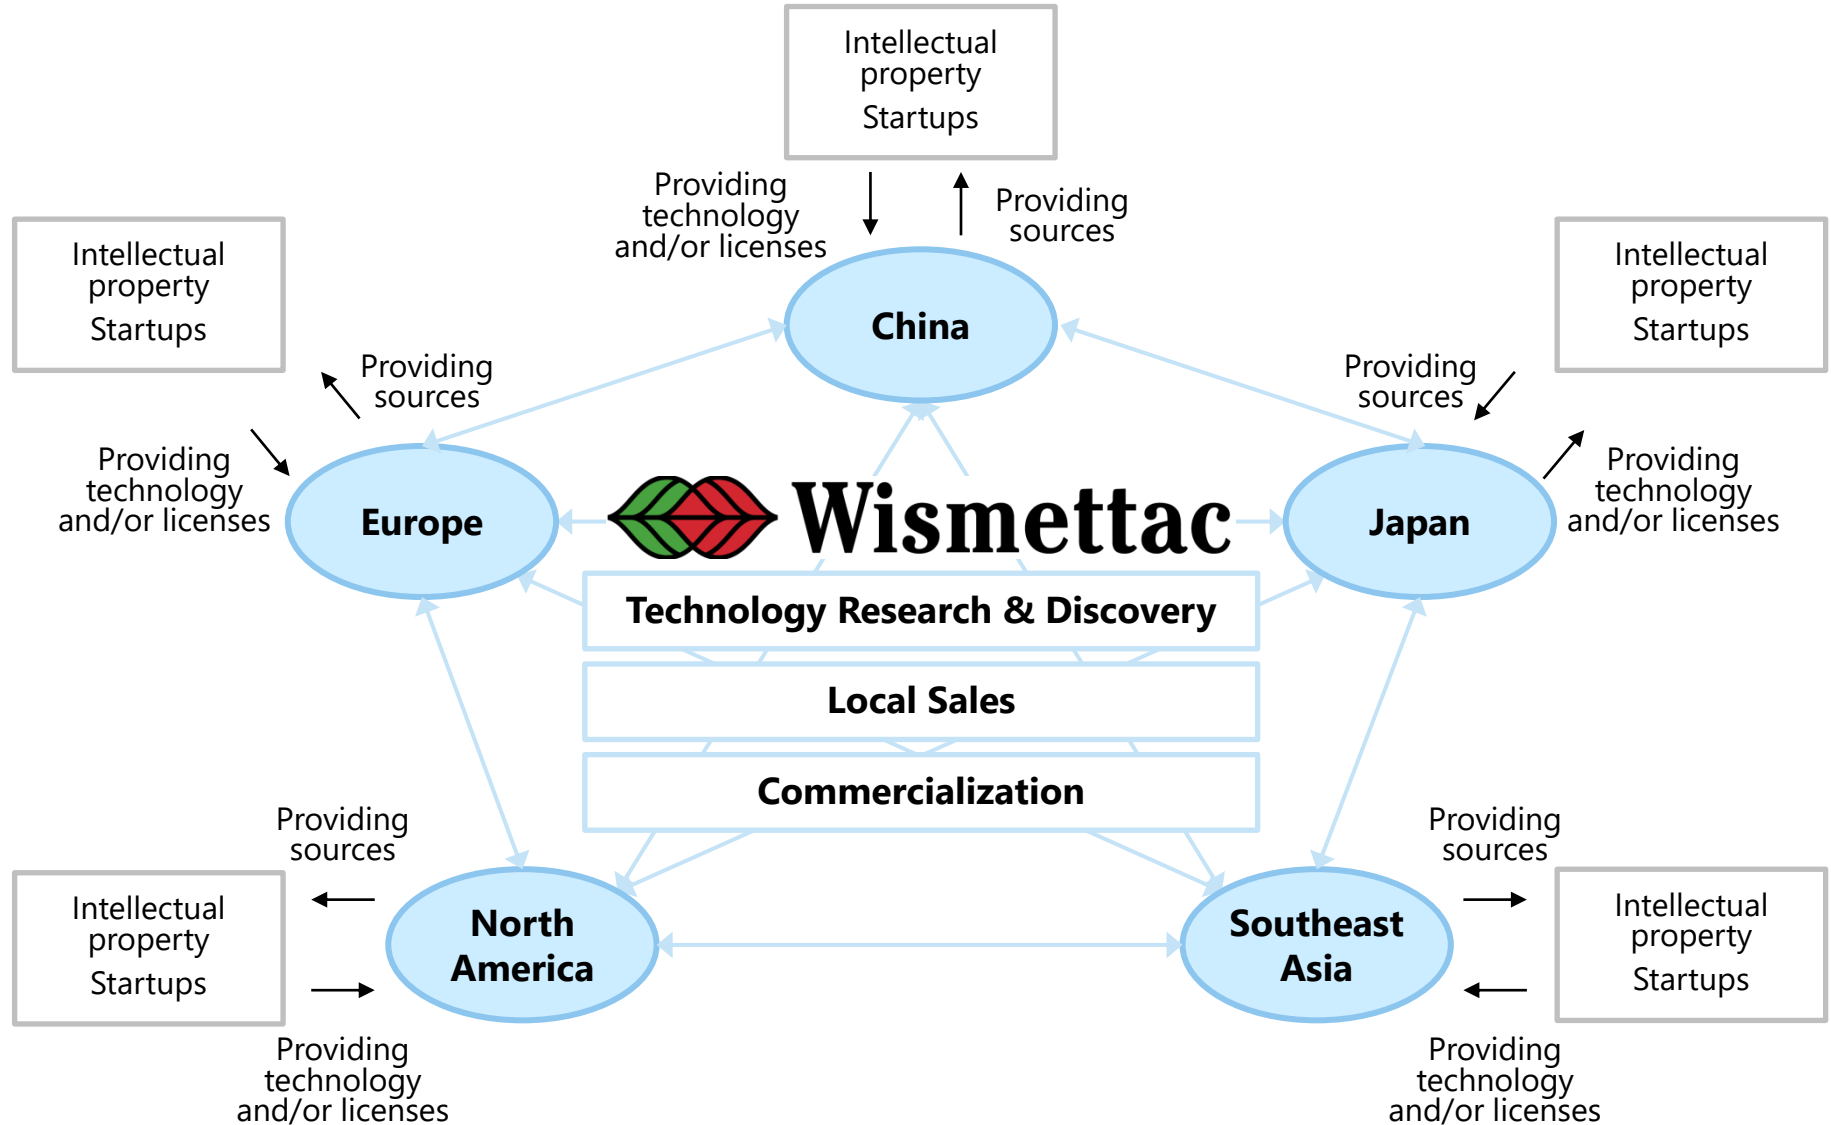 Intellectual
property
Startups
Providing
technology
and/or licenses
Providing
sources
China
Intellectual
property
Startups
Providing
sources
Providing
technology
and/or licenses
Europe
Intellectual
property
Startups
Providing
sources
Providing
technology
and/or licenses
Japan
Wismettac
Technology Research & Discovery
Local Sales
Commercialization
Providing
sources
Intellectual
property
Startups
Providing
technology
and/or licenses
North
America
Southeast
Asia
Providing
sources
Intellectual
property
Startups
Providing
technology
and/or licenses